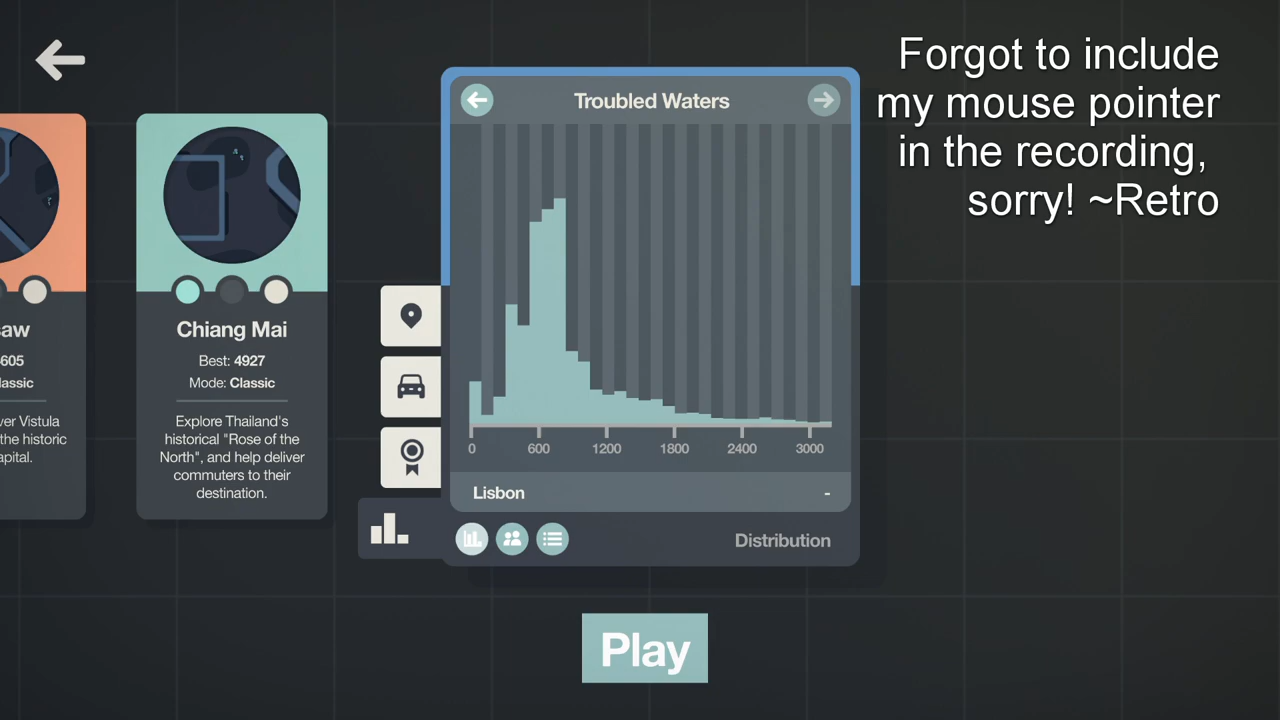 Forgot to include
my mouse pointer
in the recording,
sorry! ~Retro
aw
605
lassic
ver Vistula
the historic
apital.
Chiang Mai
Best: 4927
Mode: Classic
Explore Thailand's
historical "Rose of the
North", and help deliver
commuters to their
destination.
Troubled Waters
0 600 1200 1800 2400 3000
Lisbon -
Distribution
Play